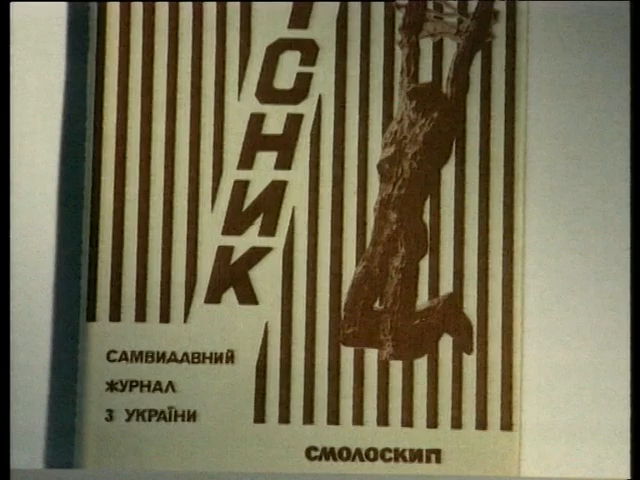 ІСНИК
САМВИДАВНИЙ
ЖУРНАЛ
З УКРАЇНИ
СМОЛОСКИП